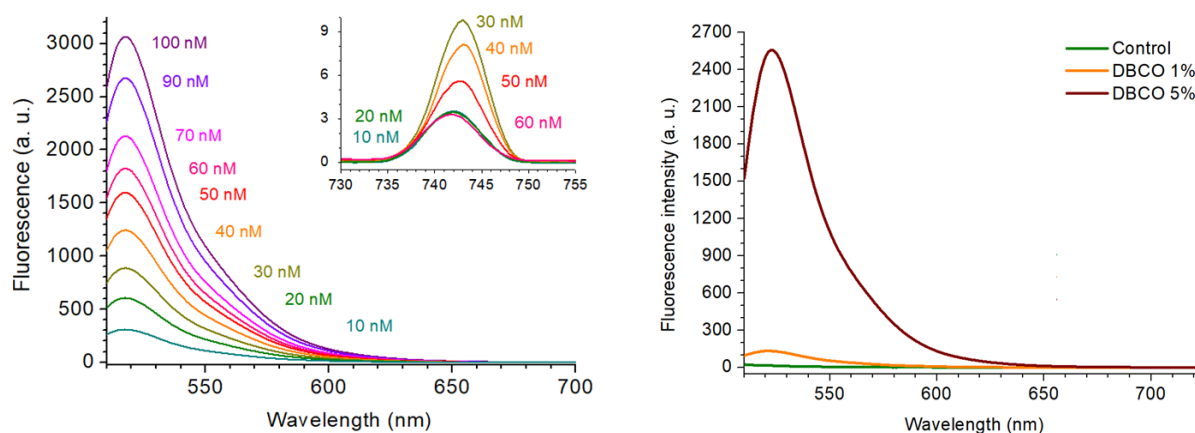 Fluorescence (a. u.)
3000
2500
2000
1500
1000
500
0
100 nM
90 nM
70 nM
60 nM
50 nM
40 nM
30 nM
20 nM
10 nM
550
600
650
700
Wavelength (nm)
9
6
3
0
30 nM
40 nM
50 nM
20 nM
10 nM
60 nM
730
735
740
745
750
755
Fluorescence intensity (a. u.)
2700
2400
2100
1800
1500
1200
900
600
300
0
Control
DBCO 1%
DBCO 5%
550
600
650
700
Wavelength (nm)